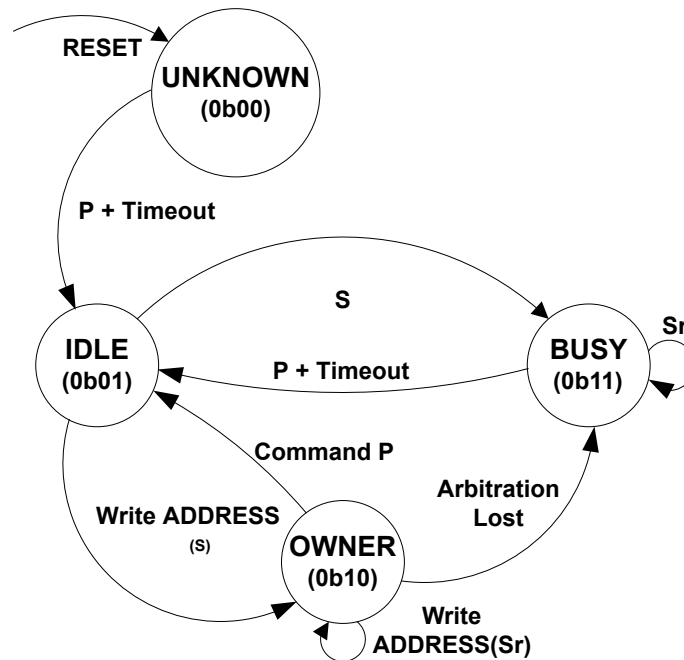 RESET
UNKNOWN
(0b00)
P + Timeout
S
IDLE
(0b01)
BUSY
(0b11)
Sr
P + Timeout
Command P
Write ADDRESS
(S)
Arbitration
Lost
OWNER
(0b10)
Write
ADDRESS(Sr)